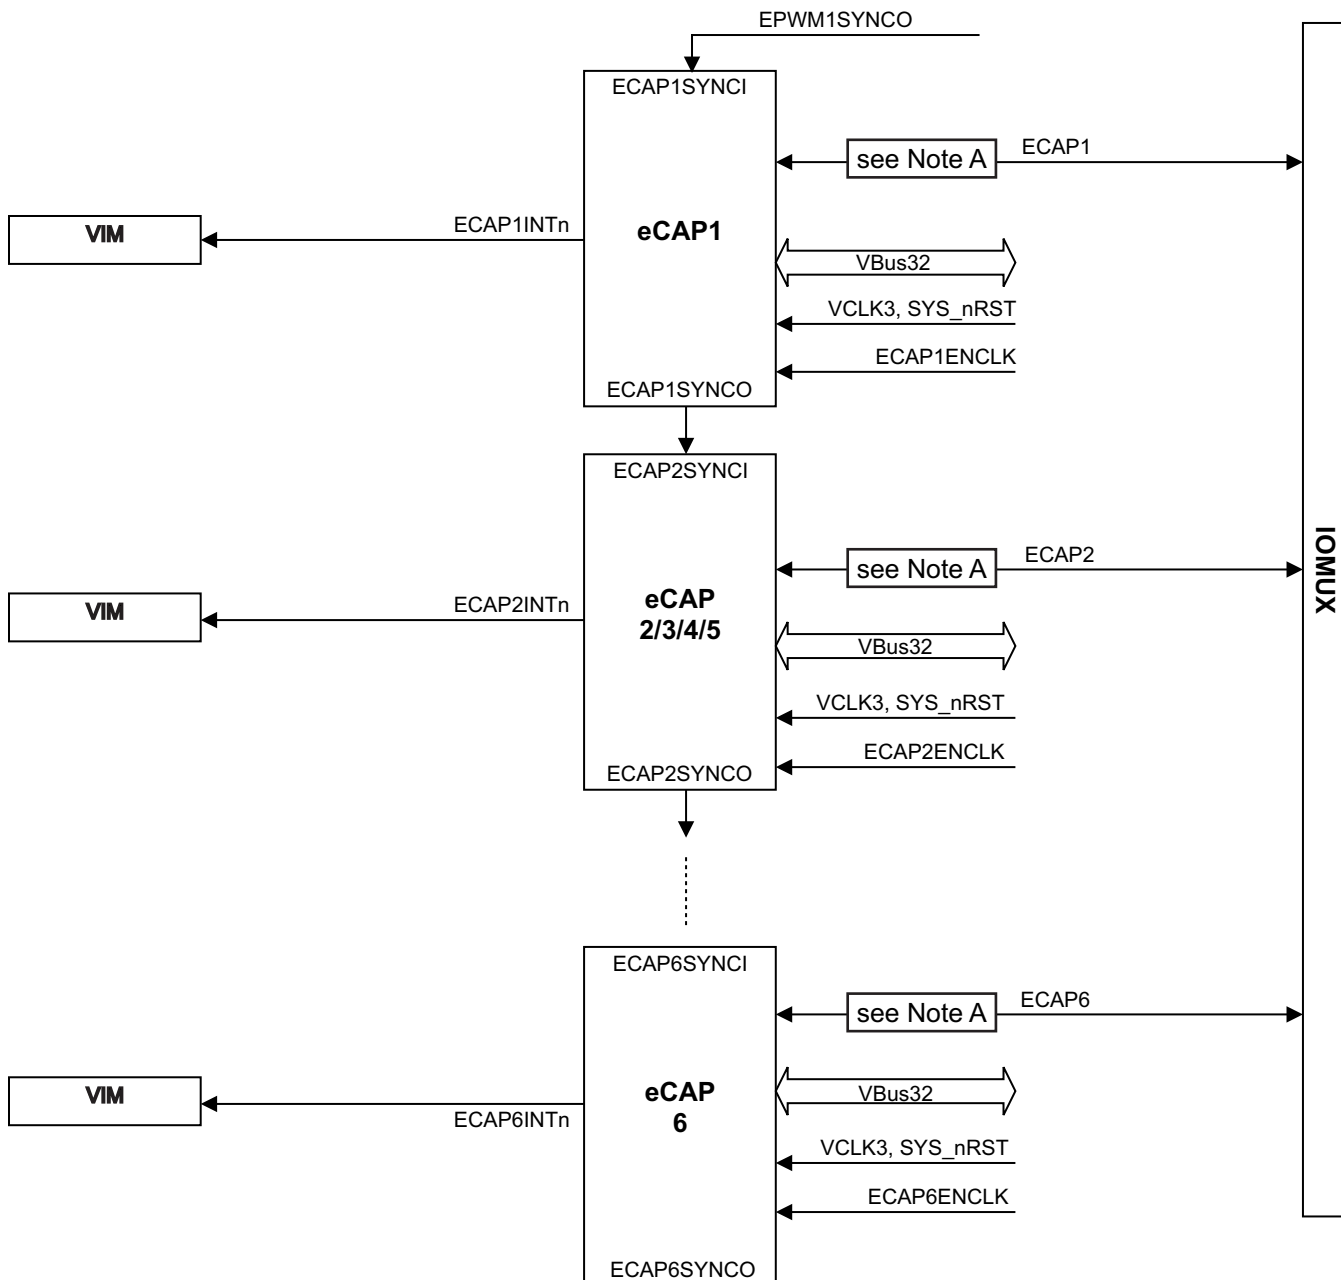 EPWM1SYNCO
ECAP1SYNCI
see Note A
ECAP1
VIM
ECAP1INTn
eCAP1
VBus32
VCLK3, SYS_nRST
ECAP1ENCLK
ECAP1SYNCO
ECAP2SYNCI
see Note A
ECAP2
IOMUX
VIM
ECAP2INTn
eCAP
2/3/4/5
VBus32
VCLK3, SYS_nRST
ECAP2ENCLK
ECAP2SYNCO
ECAP6SYNCI
see Note A
ECAP6
VIM
ECAP6INTn
eCAP
6
VBus32
VCLK3, SYS_nRST
ECAP6ENCLK
ECAP6SYNCO